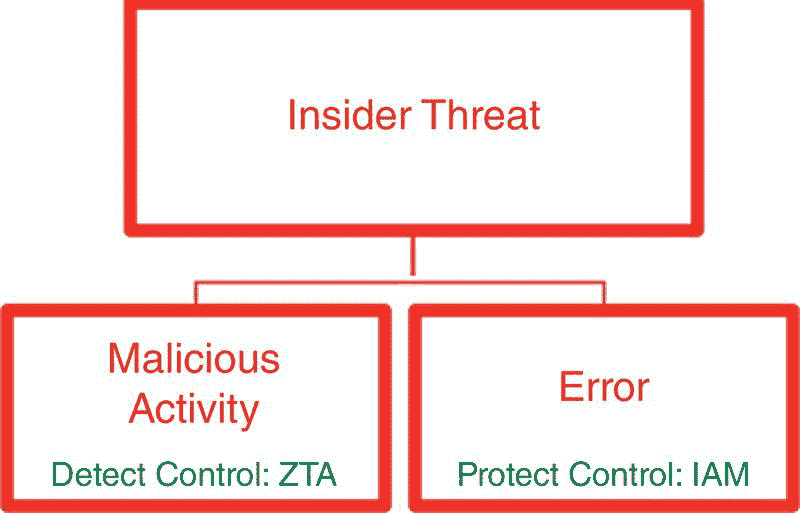 Insider Threat
Malicious
Activity
Detect Control: ZTA
Error
Protect Control: IAM